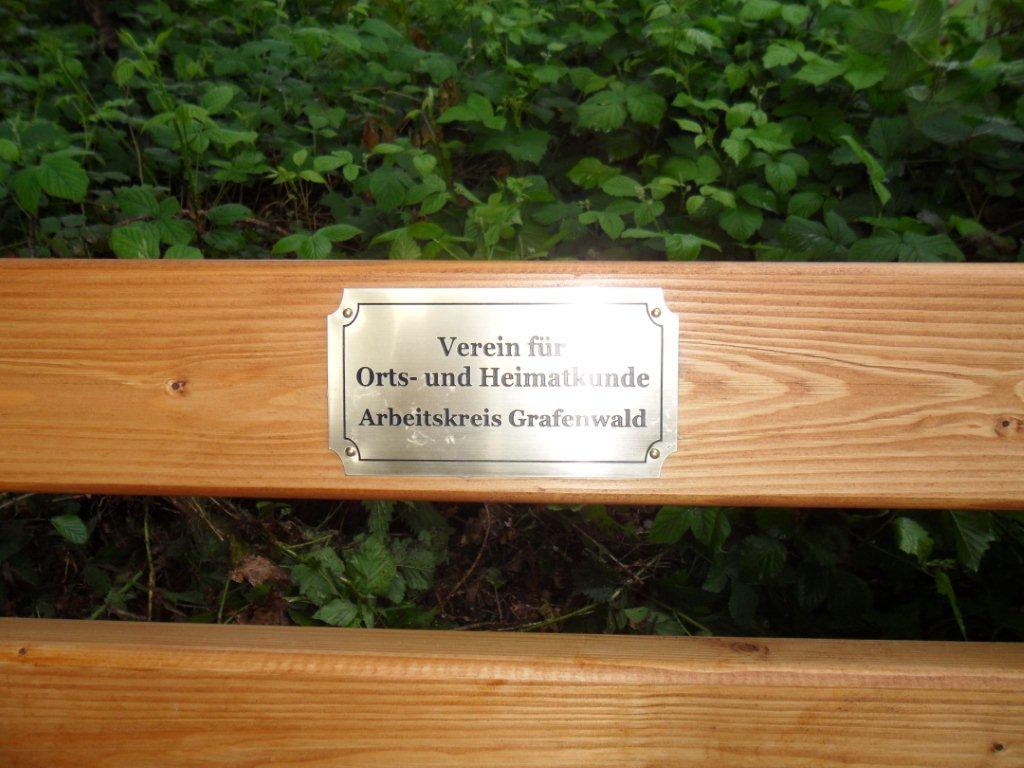 Verein für
Orts- und Heimatkunde
Arbeitskreis Grafenwald